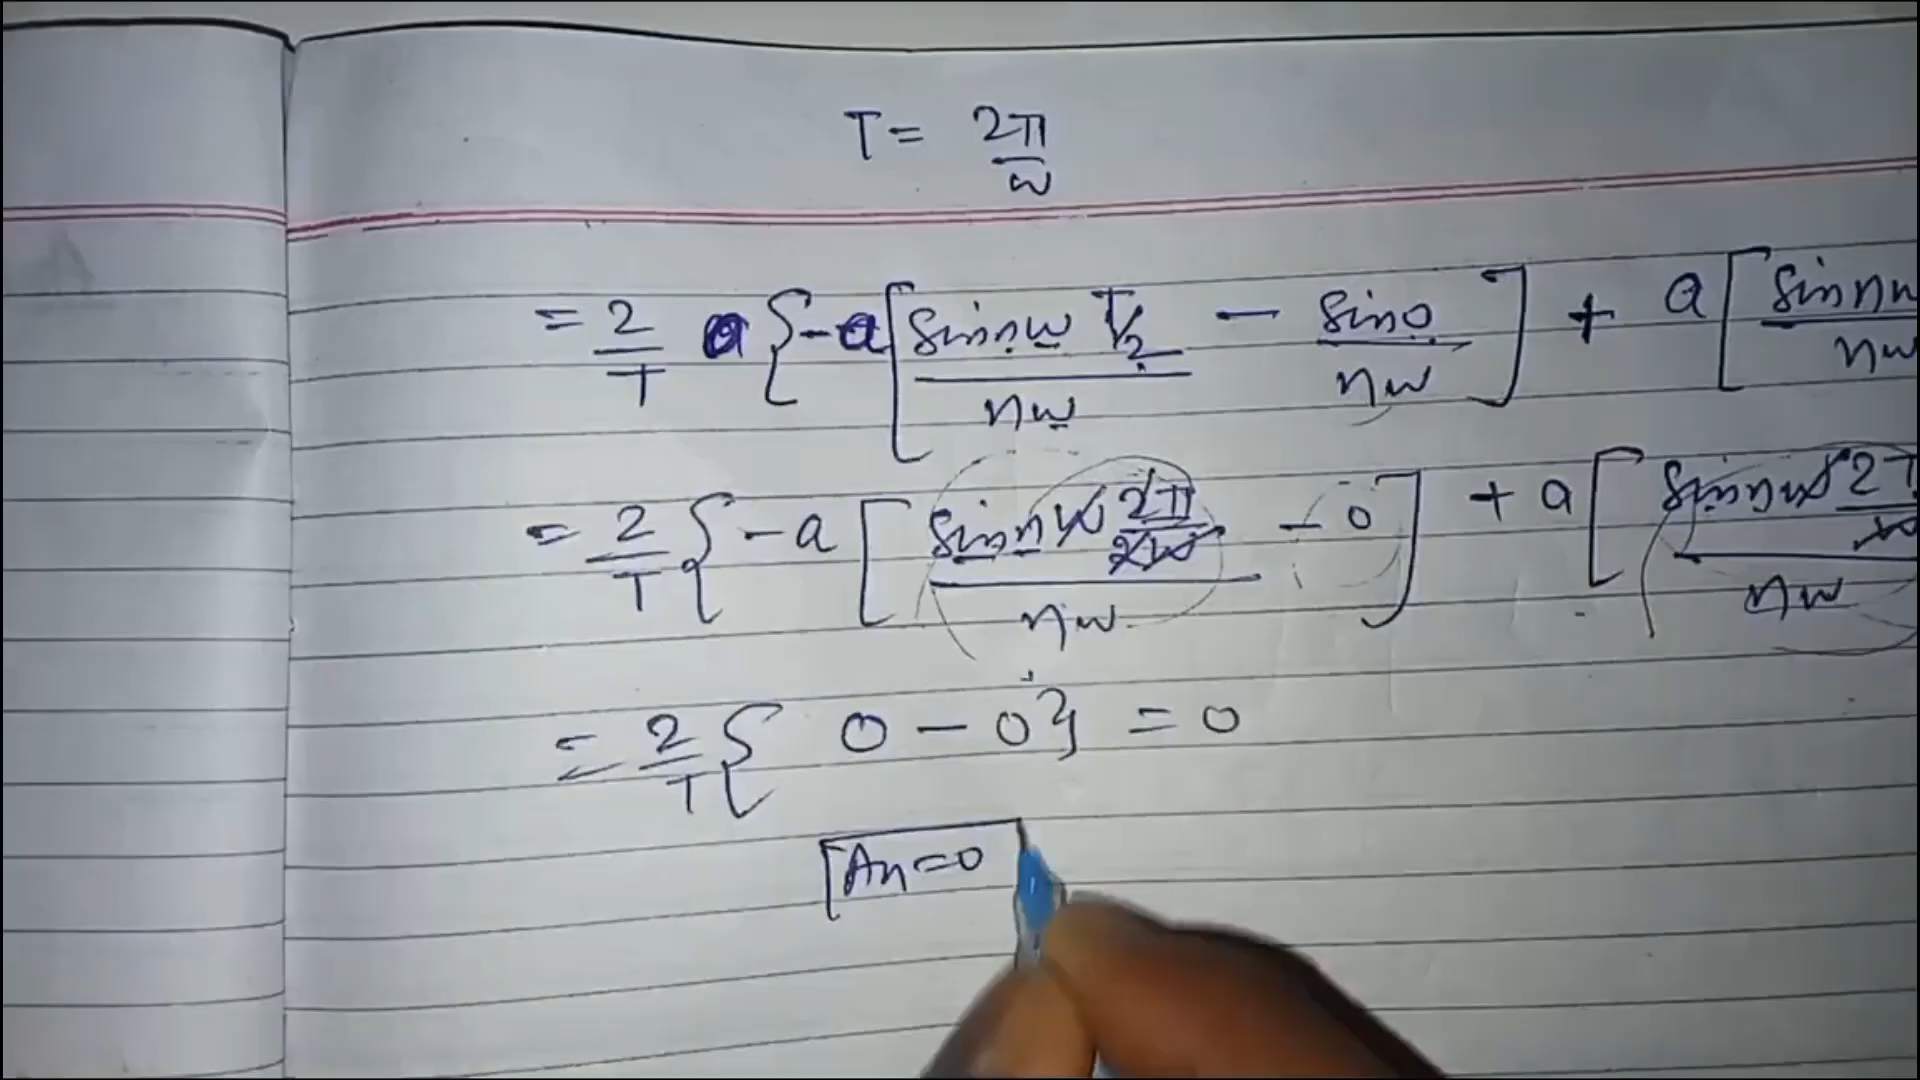 T = 2π/ω
= 2/T a { -a [ sin nω T/2 / nω - sin 0 / nω ] + a [ sin nω / nω
= 2/T { -a [ sin nω 2π/2ω / nω - 0 ] + a [ sin nω 2π/ω / nω
= 2/T { 0 - 0 } = 0
An = 0